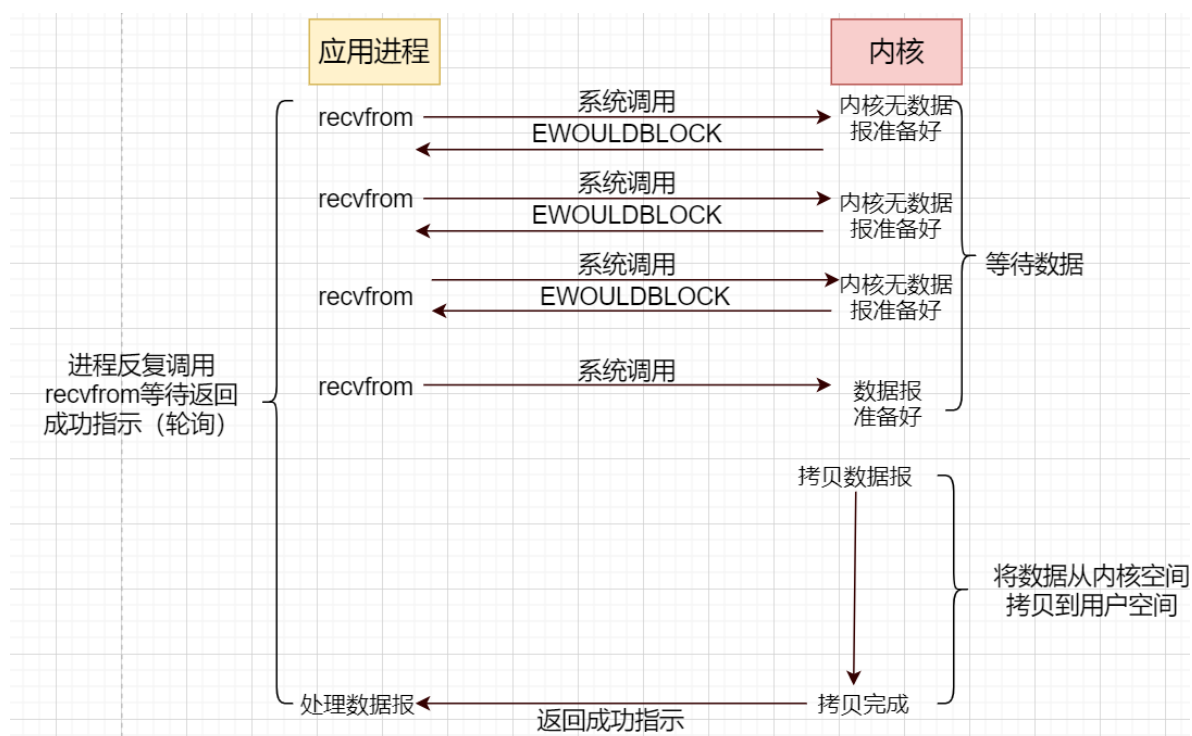 应用进程
内核
recvfrom
系统调用
EWOULDBLOCK
内核无数据
报准备好
recvfrom
系统调用
EWOULDBLOCK
内核无数据
报准备好
recvfrom
系统调用
EWOULDBLOCK
内核无数据
报准备好
等待数据
进程反复调用
recvfrom等待返回
成功指示（轮询）
recvfrom
系统调用
数据报
准备好
拷贝数据报
将数据从内核空间
拷贝到用户空间
处理数据报
返回成功指示
拷贝完成